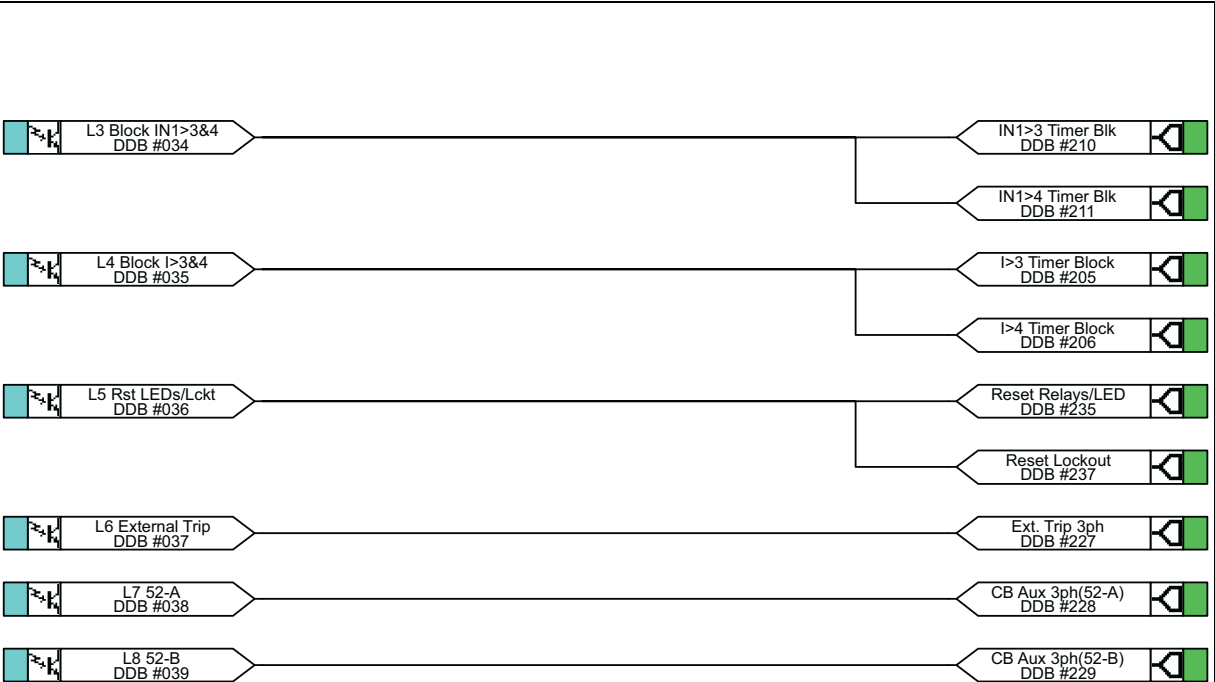 L3 Block IN1>3&4
DDB #034
IN1>3 Timer Blk
DDB #210
IN1>4 Timer Blk
DDB #211
L4 Block I>3&4
DDB #035
I>3 Timer Block
DDB #205
I>4 Timer Block
DDB #206
L5 Rst LEDs/Lckt
DDB #036
Reset Relays/LED
DDB #235
Reset Lockout
DDB #237
L6 External Trip
DDB #037
Ext. Trip 3ph
DDB #227
L7 52-A
DDB #038
CB Aux 3ph(52-A)
DDB #228
L8 52-B
DDB #039
CB Aux 3ph(52-B)
DDB #229